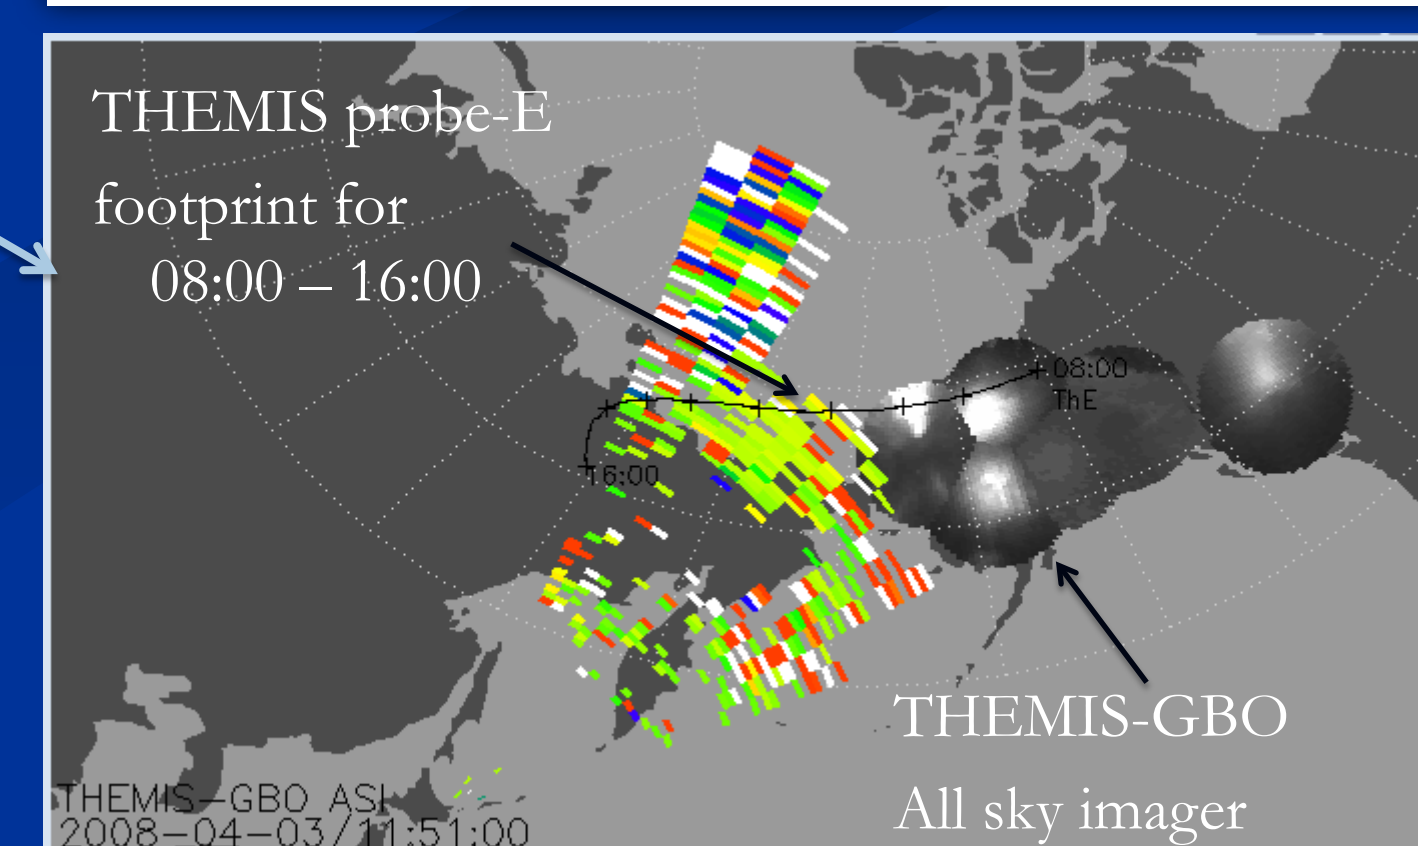 THEMIS probe-E
footprint for
08:00 – 16:00
08:00
ThE
16:00
THEMIS-GBO
All sky imager
THEMIS-GBO ASI
2008-04-03/11:51:00